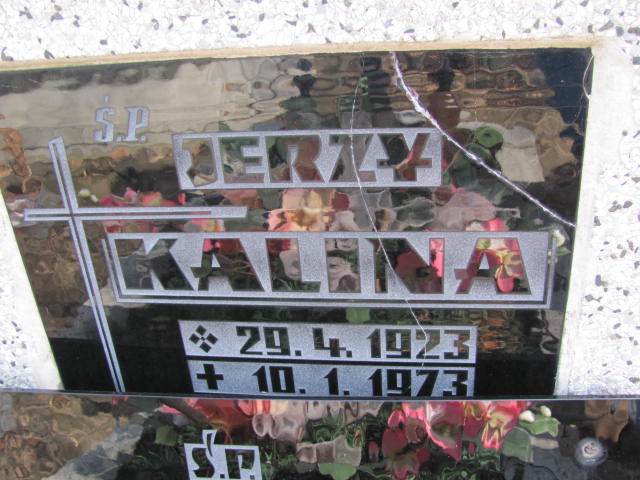 Ś.P.
JERZY
KALINA
❖ 29. 4. 1923
+ 10. 1. 1973
Ś.P.